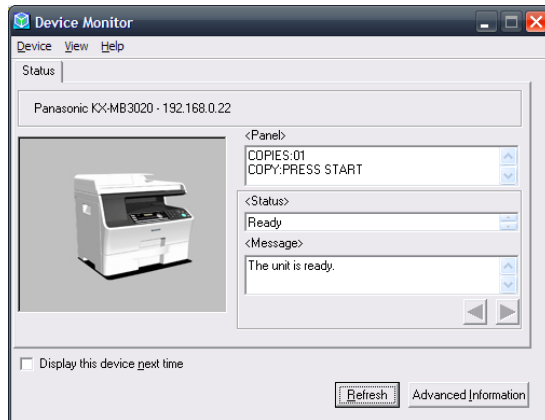 Device Monitor
Device View Help
Status
Panasonic KX-MB3020 - 192.168.0.22
<Panel>
COPIES:01
COPY:PRESS START
<Status>
Ready
<Message>
The unit is ready.
Display this device next time
Refresh Advanced Information